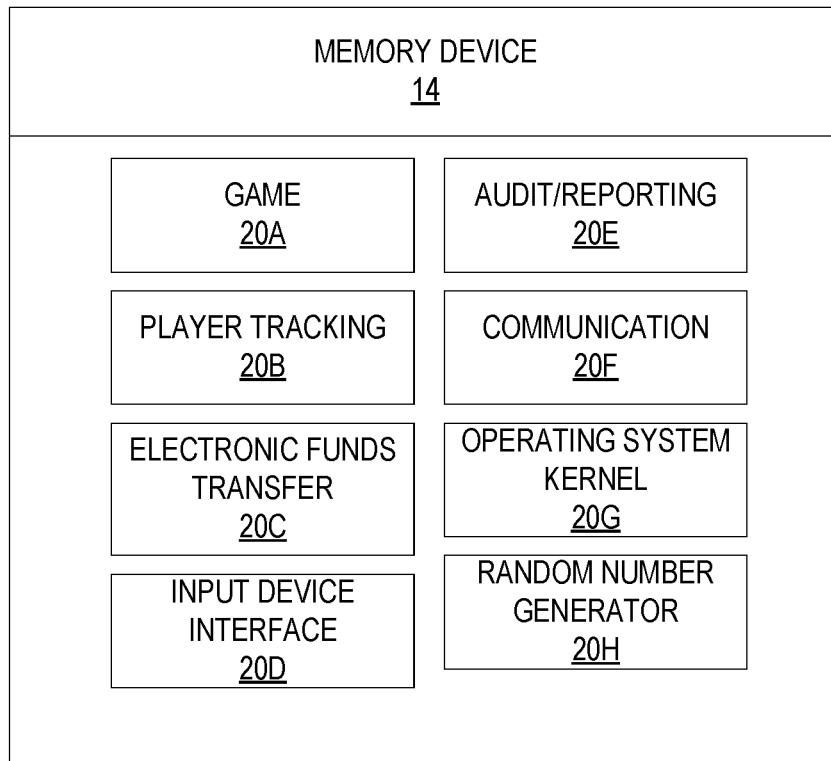 MEMORY DEVICE
14
GAME
20A
PLAYER TRACKING
20B
ELECTRONIC FUNDS
TRANSFER
20C
INPUT DEVICE
INTERFACE
20D
AUDIT/REPORTING
20E
COMMUNICATION
20F
OPERATING SYSTEM
KERNEL
20G
RANDOM NUMBER
GENERATOR
20H